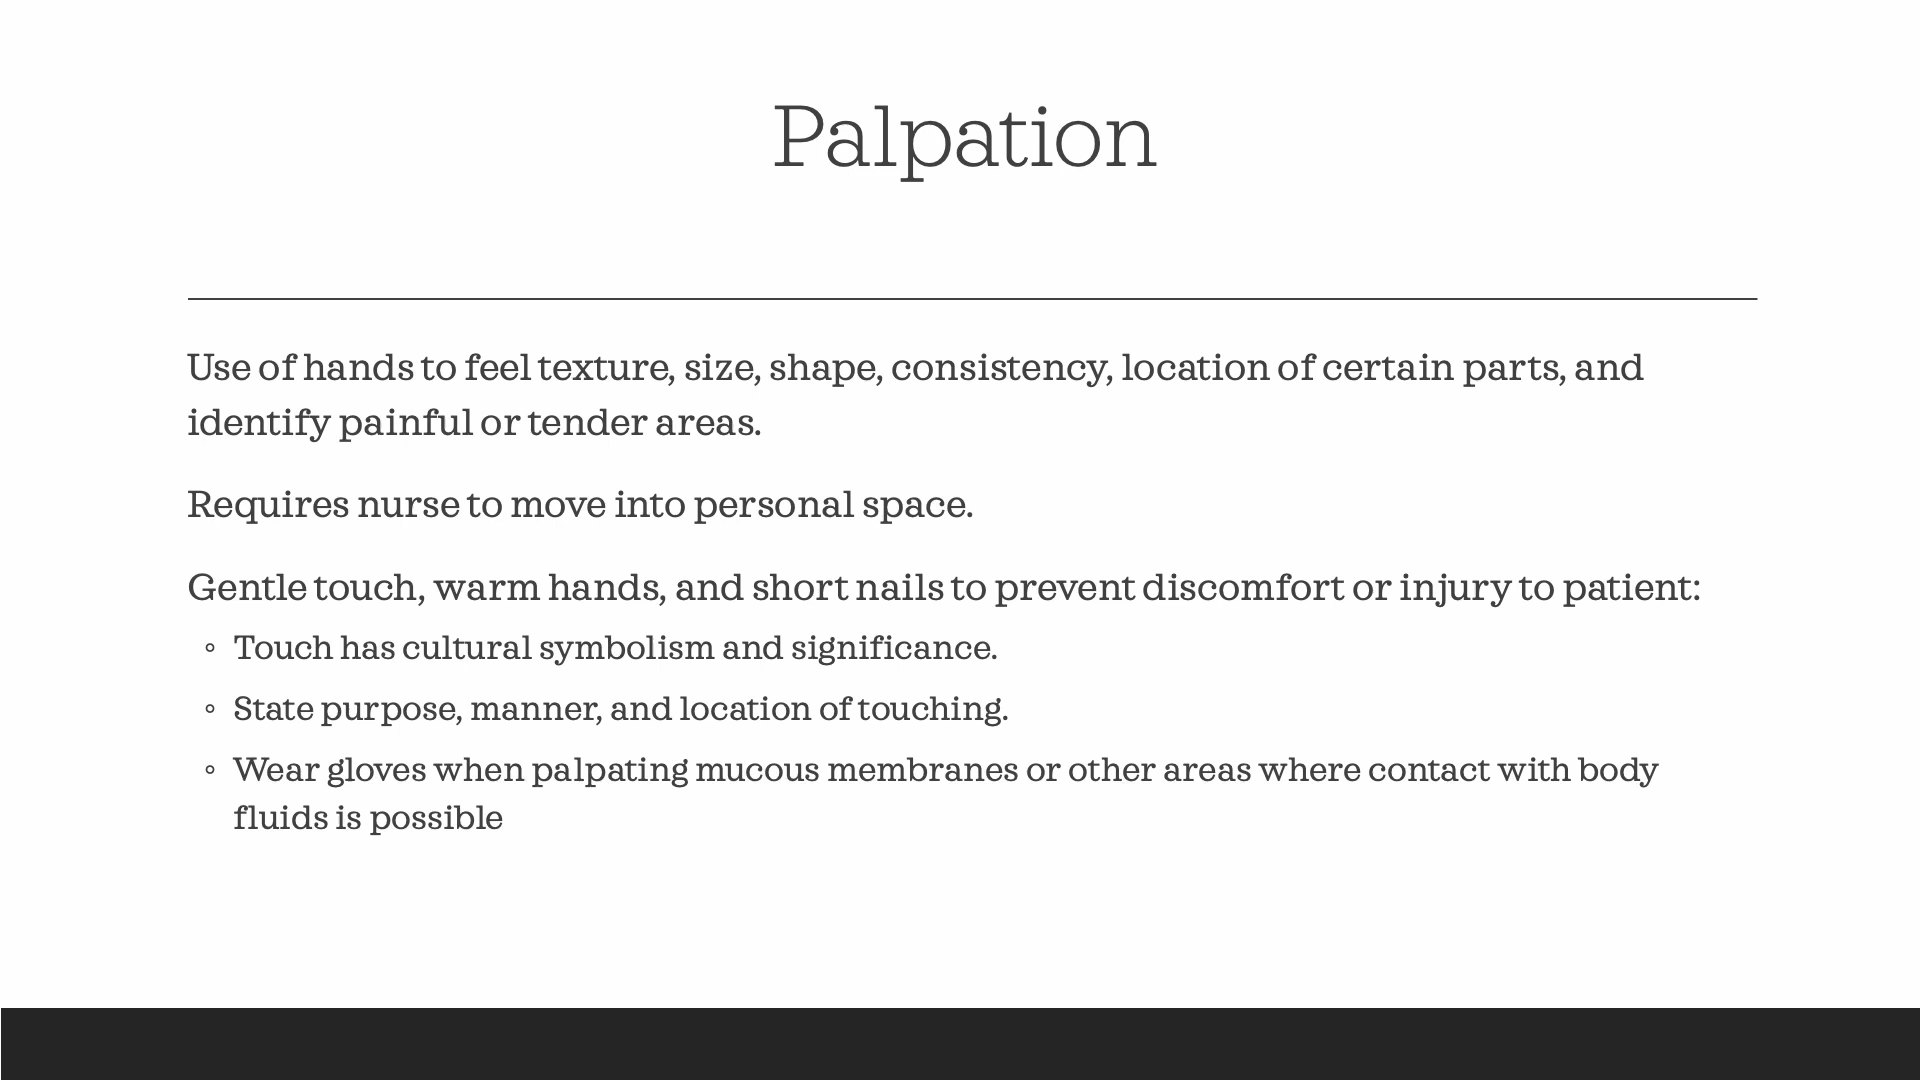 Palpation
Use of hands to feel texture, size, shape, consistency, location of certain parts, and
identify painful or tender areas.
Requires nurse to move into personal space.
Gentle touch, warm hands, and short nails to prevent discomfort or injury to patient:
◦ Touch has cultural symbolism and significance.
◦ State purpose, manner, and location of touching.
◦ Wear gloves when palpating mucous membranes or other areas where contact with body
fluids is possible